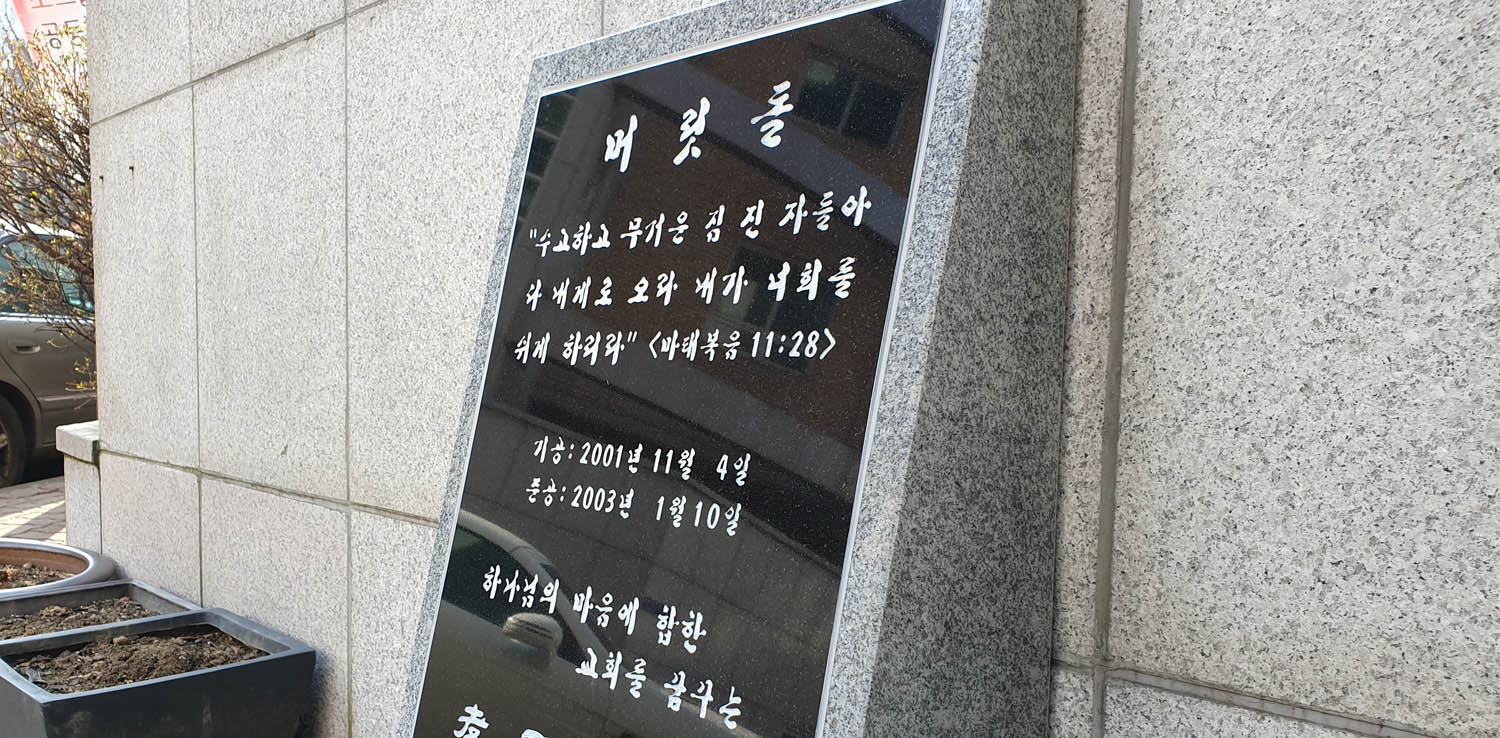 머릿돌
"수고하고 무거운 짐 진 자들아
다 내게로 오라 내가 너희를
쉬게 하리라" <마태복음 11:28>
기공: 2001년 11월 4일
준공: 2003년 1월 10일
하나님의 마음에 합한
교회를 꿈꾸는